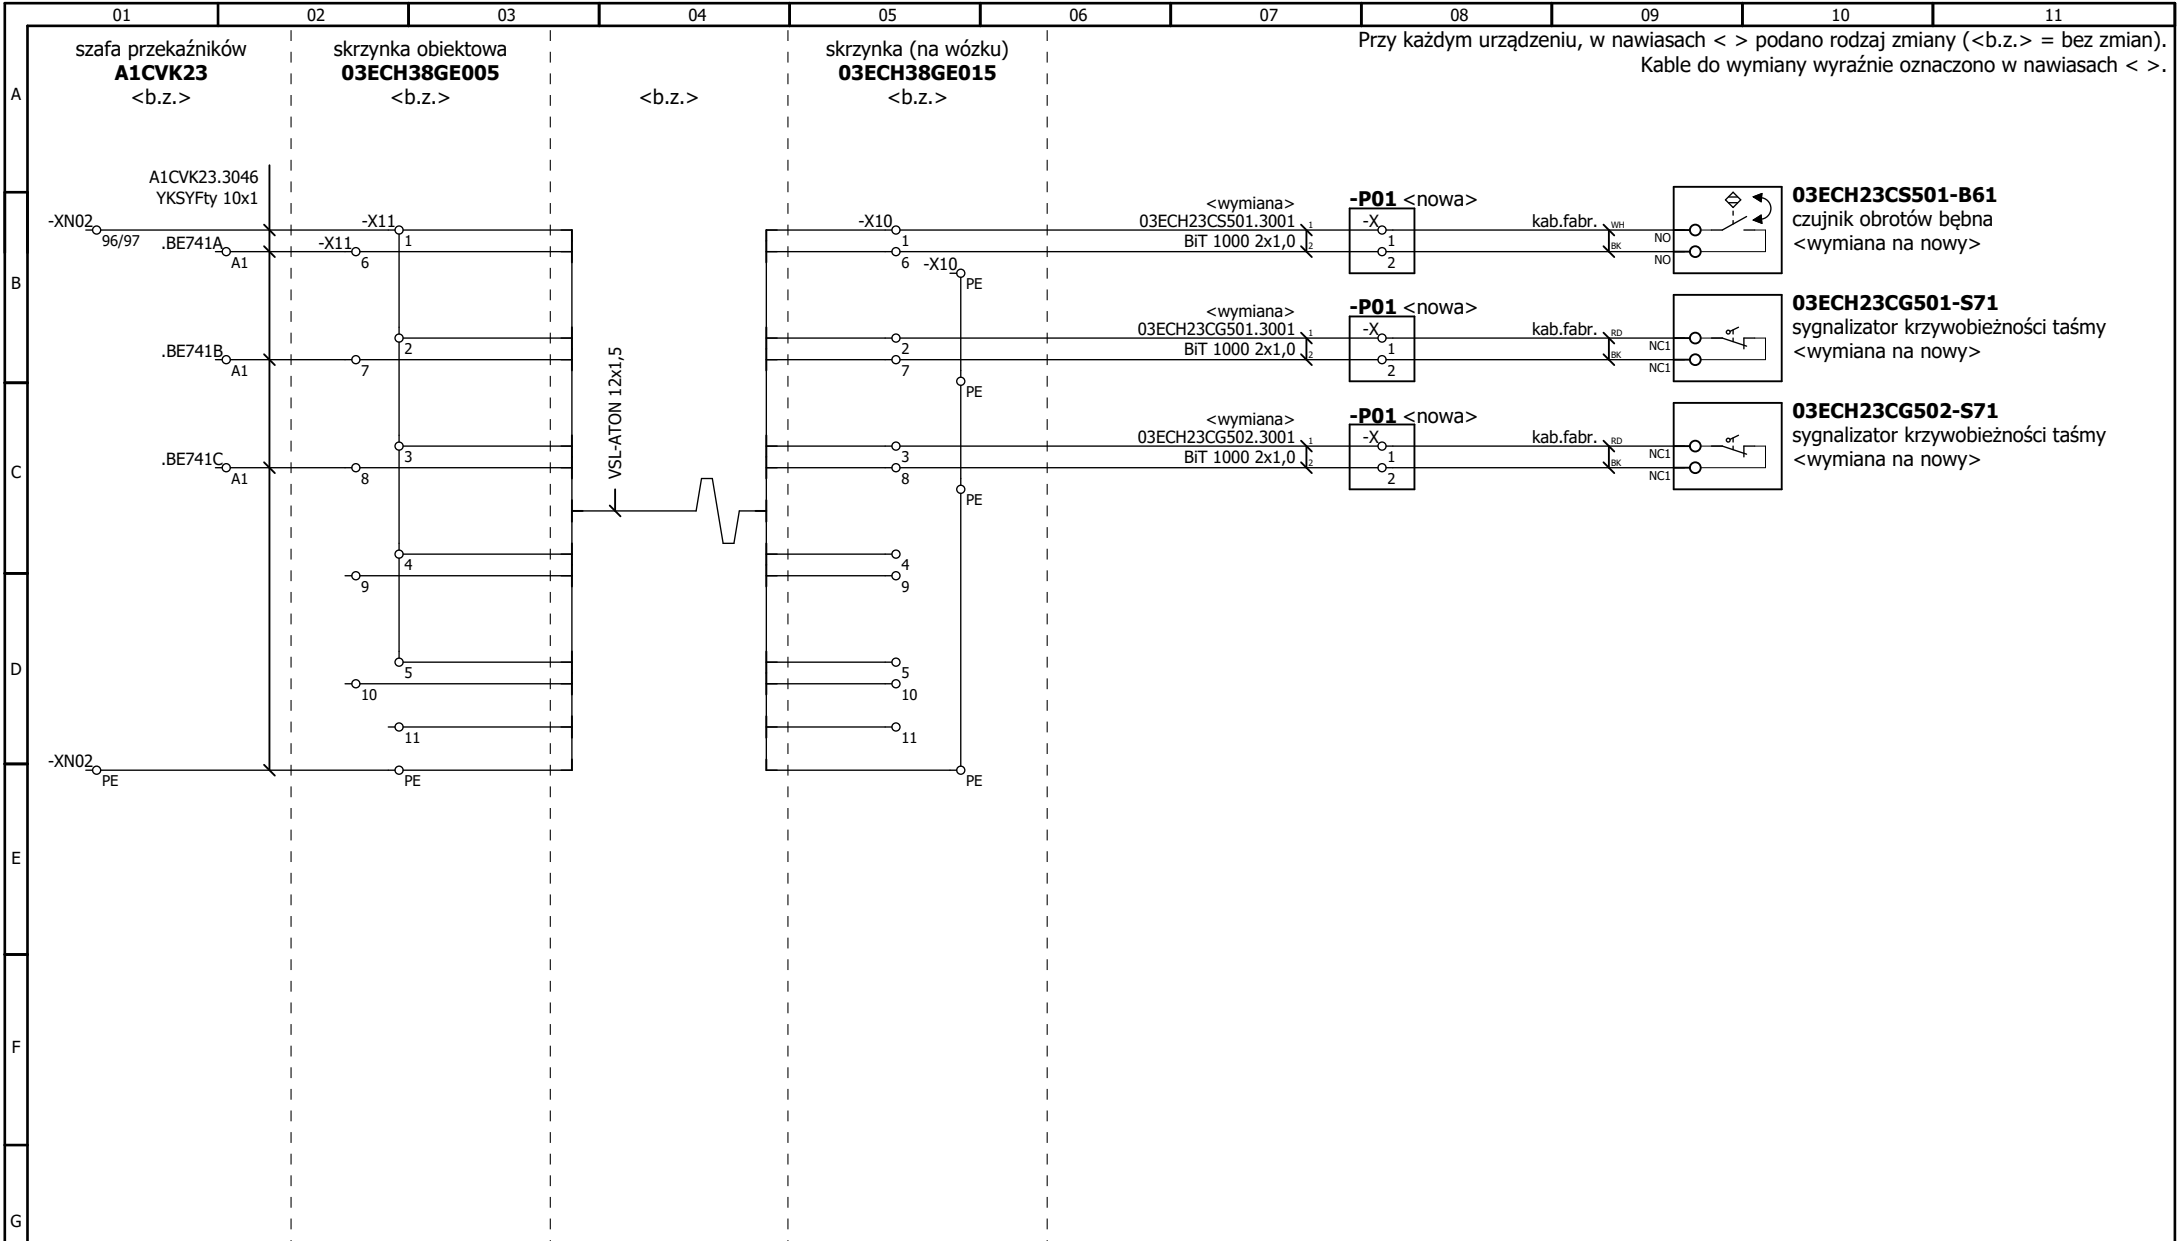 01 02 03 04 05 06 07 08 09 10 11
Przy każdym urządzeniu, w nawiasach < > podano rodzaj zmiany (<b.z.> = bez zmian).
Kable do wymiany wyraźnie oznaczono w nawiasach < >.
szafa przekaźników
A1CVK23
<b.z.>
skrzynka obiektowa
03ECH38GE005
<b.z.>
<b.z.>
skrzynka (na wózku)
03ECH38GE015
<b.z.>
A
B
C
D
E
F
G
A1CVK23.3046
YKSYFty 10x1
-XN02
96/97
.BE741A
A1
.BE741B
A1
.BE741C
A1
-XN02
PE
-X11
1
-X11
6
2
7
3
8
4
9
5
10
11
PE
VSL-ATON 12x1,5
-X10
1
6
-X10
PE
2
7
PE
3
8
PE
4
9
5
10
11
PE
<wymiana>
03ECH23CS501.3001
BiT 1000 2x1,0
1
2
-P01 <nowa>
-X
1
2
kab.fabr.
WH
BK
NO
NO
03ECH23CS501-B61
czujnik obrotów bębna
<wymiana na nowy>
<wymiana>
03ECH23CG501.3001
BiT 1000 2x1,0
1
2
-P01 <nowa>
-X
1
2
kab.fabr.
RD
BK
NC1
NC1
03ECH23CG501-S71
sygnalizator krzywobieżności taśmy
<wymiana na nowy>
<wymiana>
03ECH23CG502.3001
BiT 1000 2x1,0
1
2
-P01 <nowa>
-X
1
2
kab.fabr.
RD
BK
NC1
NC1
03ECH23CG502-S71
sygnalizator krzywobieżności taśmy
<wymiana na nowy>